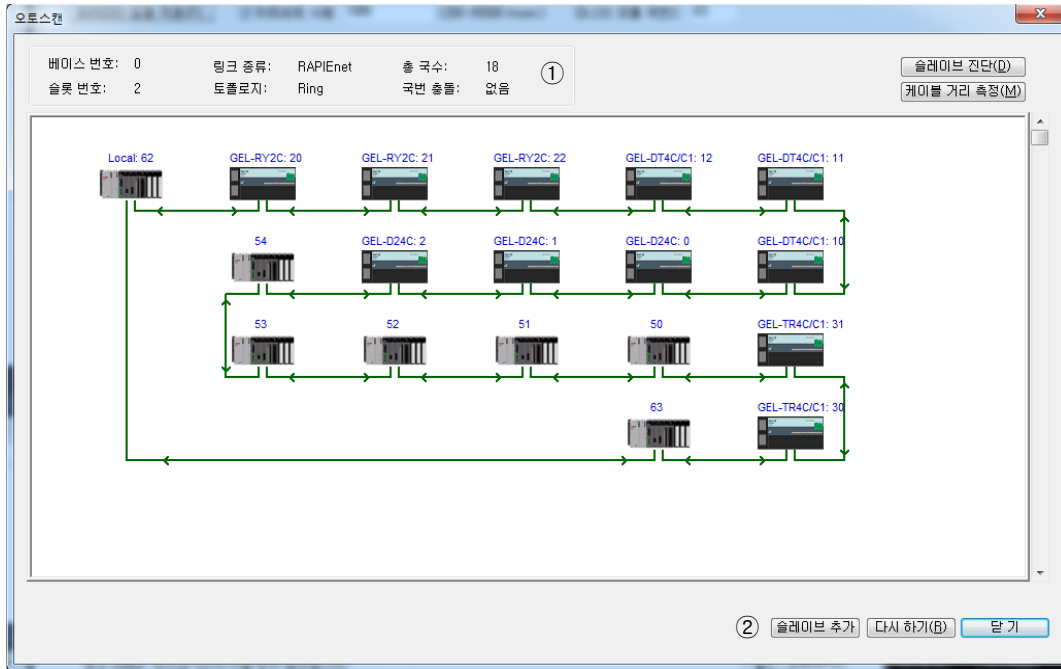 오토스캔
베이스 번호: 0 링크 종류: RAPIEnet 총 국수: 18 ①
슬롯 번호: 2 토폴로지: Ring 국번 충돌: 없음
슬레이브 진단(D)
케이블 거리 측정(M)
Local: 62 GEL-RY2C: 20 GEL-RY2C: 21 GEL-RY2C: 22 GEL-DT4C/C1: 12 GEL-DT4C/C1: 11
54 GEL-D24C: 2 GEL-D24C: 1 GEL-D24C: 0 GEL-DT4C/C1: 10
53 52 51 50 GEL-TR4C/C1: 31
63 GEL-TR4C/C1: 30
② 슬레이브 추가 다시 하기(R) 닫 기